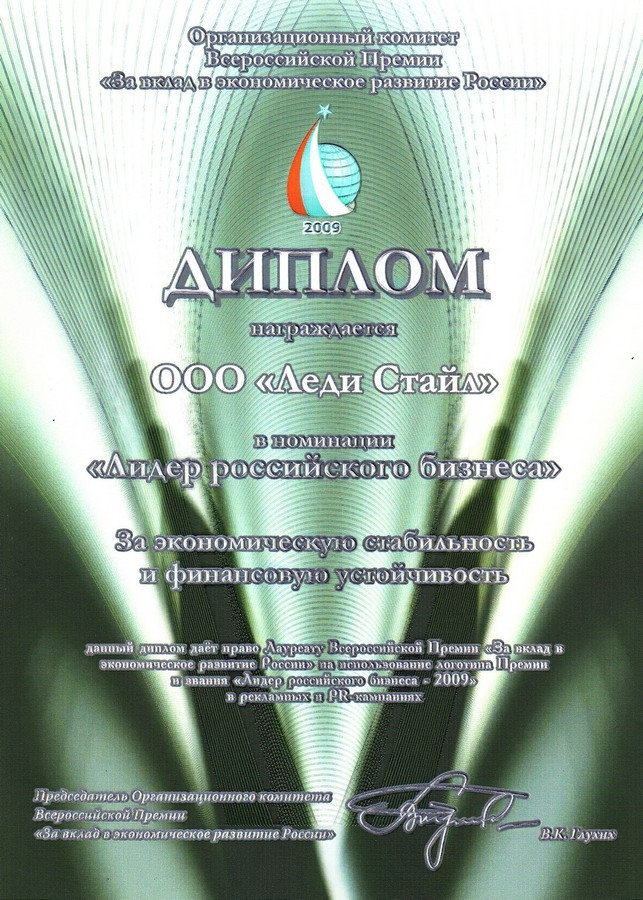 Организационный комитет
Всероссийской Премии
«За вклад в экономическое развитие России»
2009
ДИПЛОМ
награждается
ООО «Леди Стайл»
в номинации
«Лидер российского бизнеса»
За экономическую стабильность
и финансовую устойчивость
данный диплом даёт право Лауреату Всероссийской Премии «За вклад в
экономическое развитие России» на использование логотипа Премии
и звания «Лидер российского бизнеса - 2009»
в рекламных и PR-кампаниях
Председатель Организационного комитета
Всероссийской Премии
«За вклад в экономическое развитие России»
В.К. Глухих